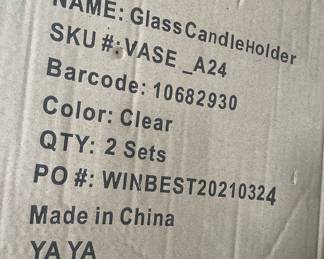 NAME: GlassCandleHolder
SKU #:VASE _A24
Barcode: 10682930
Color: Clear
QTY: 2 Sets
PO #: WINBEST20210324
Made in China
YA YA